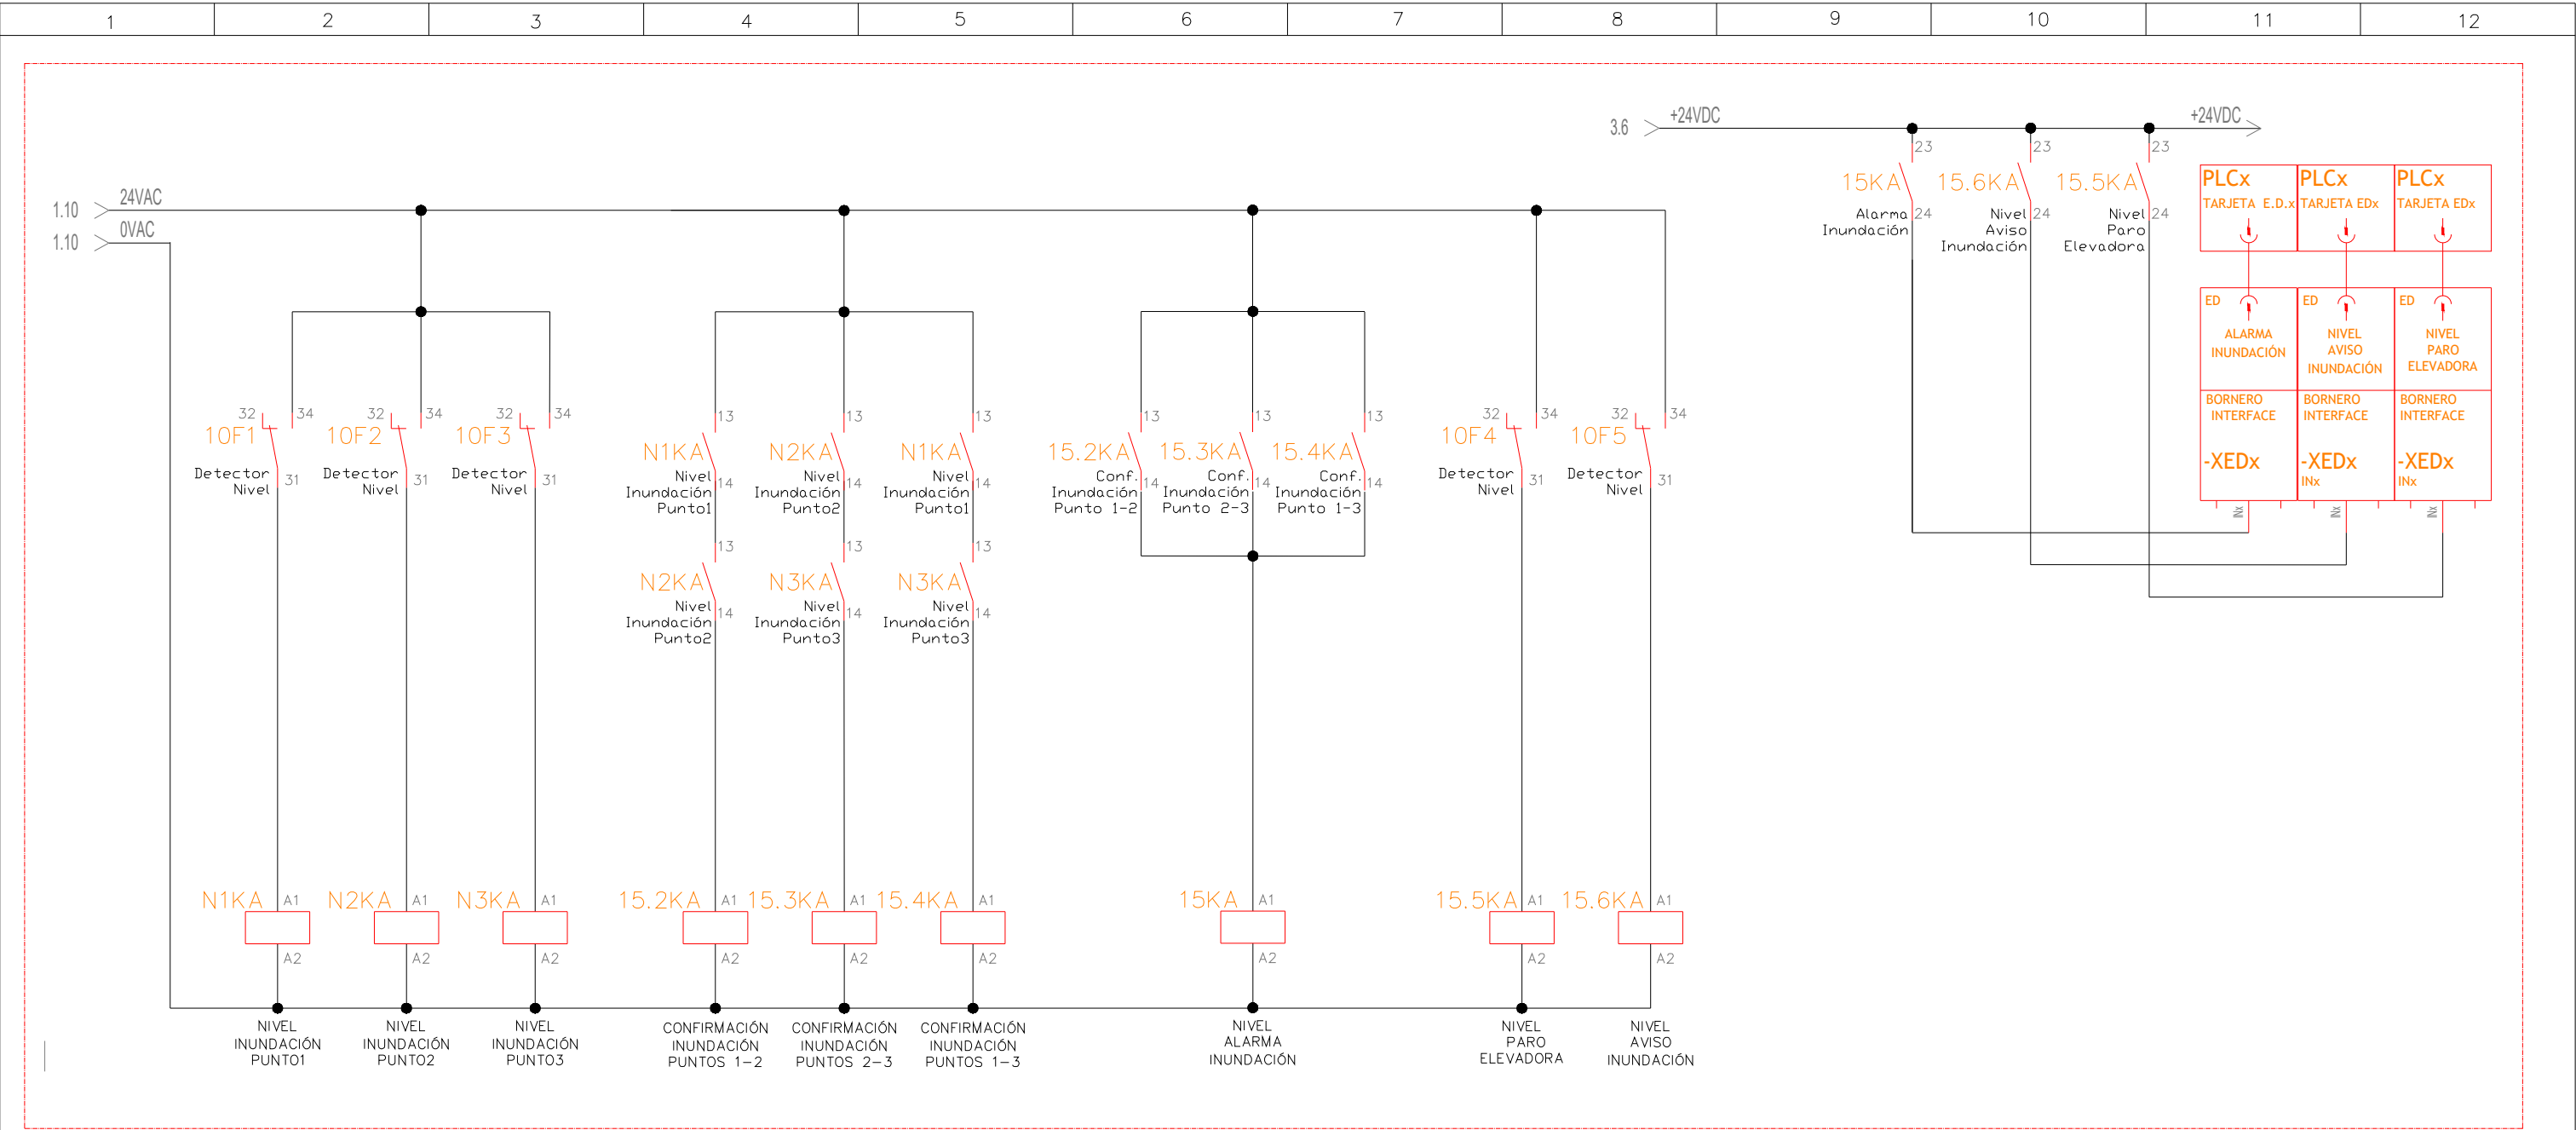 1 2 3 4 5 6 7 8 9 10 11 12
3.6 +24VDC +24VDC
1.10 24VAC
1.10 0VAC
23 23 23
15KA 15.6KA 15.5KA
24 24 24
Alarma
Inundación
Nivel
Aviso
Inundación
Nivel
Paro
Elevadora
PLCx PLCx PLCx
TARJETA E.D.x TARJETA EDx TARJETA EDx
ED ED ED
ALARMA
INUNDACIÓN
NIVEL
AVISO
INUNDACIÓN
NIVEL
PARO
ELEVADORA
BORNERO
INTERFACE
BORNERO
INTERFACE
BORNERO
INTERFACE
-XEDx -XEDx -XEDx
INx INx
INx INx INx
32 34 32 34 32 34
10F1 10F2 10F3
Detector
Nivel
31
Detector
Nivel
31
Detector
Nivel
31
13 13 13
N1KA N2KA N1KA
14 14 14
Nivel
Inundación
Punto1
Nivel
Inundación
Punto2
Nivel
Inundación
Punto1
13 13 13
N2KA N3KA N3KA
14 14 14
Nivel
Inundación
Punto2
Nivel
Inundación
Punto3
Nivel
Inundación
Punto3
13 13 13
15.2KA 15.3KA 15.4KA
14 14 14
Conf.
Inundación
Punto 1-2
Conf.
Inundación
Punto 2-3
Conf.
Inundación
Punto 1-3
32 34 32 34
10F4 10F5
Detector
Nivel
31
Detector
Nivel
31
N1KA A1 N2KA A1 N3KA A1 15.2KA A1 15.3KA A1 15.4KA A1 15KA A1 15.5KA A1 15.6KA A1
A2 A2 A2 A2 A2 A2 A2 A2 A2
NIVEL
INUNDACIÓN
PUNTO1
NIVEL
INUNDACIÓN
PUNTO2
NIVEL
INUNDACIÓN
PUNTO3
CONFIRMACIÓN
INUNDACIÓN
PUNTOS 1-2
CONFIRMACIÓN
INUNDACIÓN
PUNTOS 2-3
CONFIRMACIÓN
INUNDACIÓN
PUNTOS 1-3
NIVEL
ALARMA
INUNDACIÓN
NIVEL
PARO
ELEVADORA
NIVEL
AVISO
INUNDACIÓN